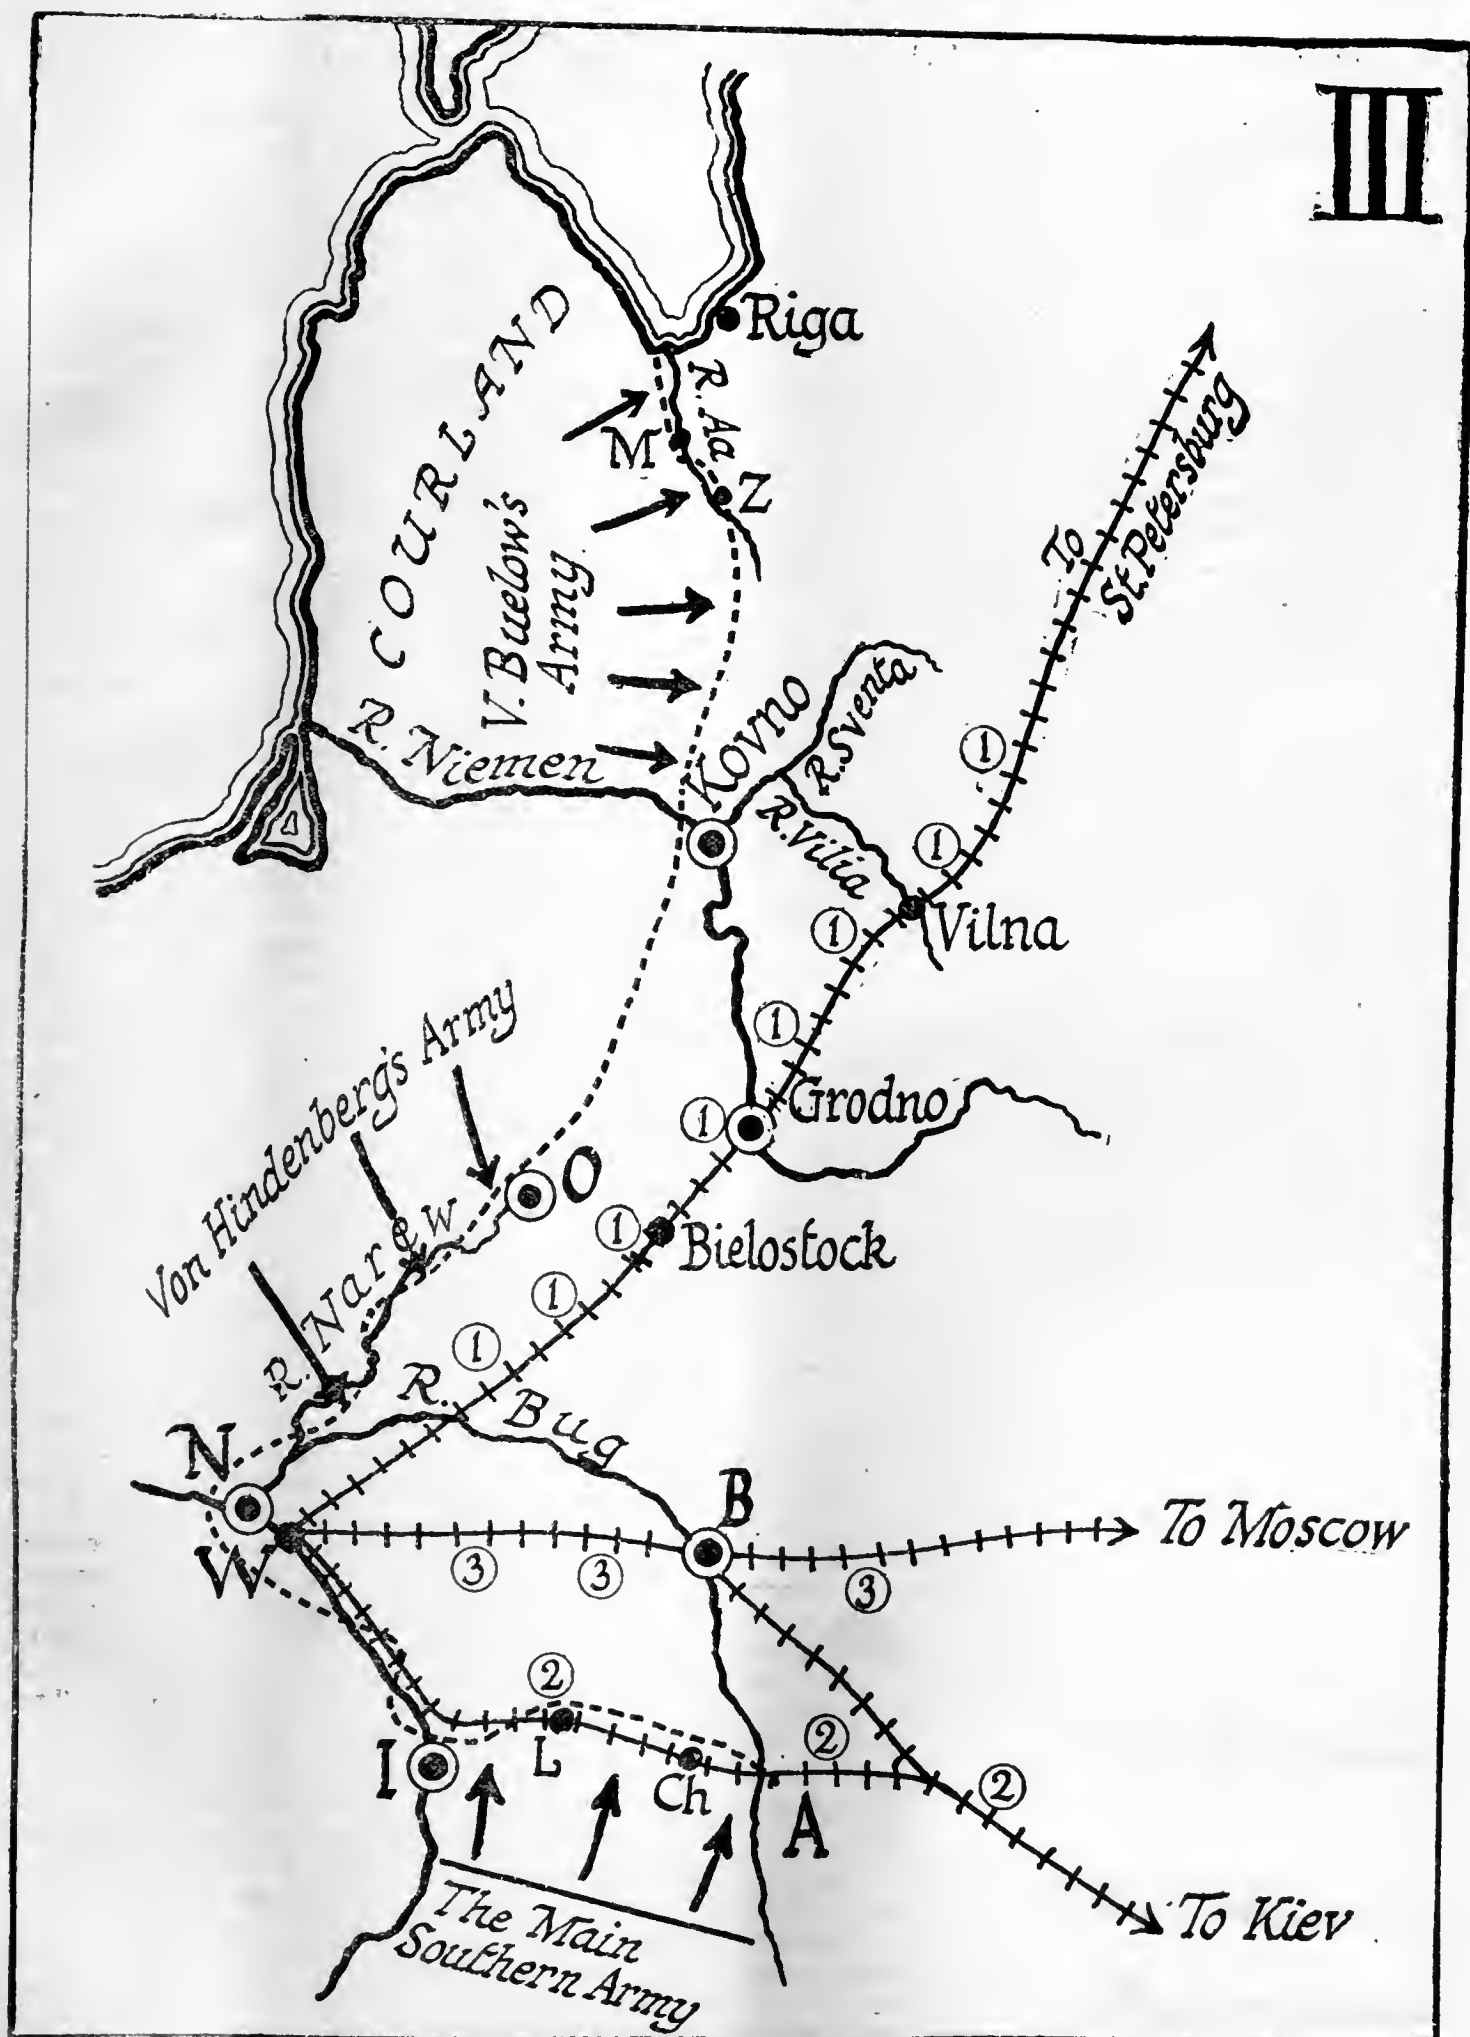 III
Riga
COURLAND
R. Aa
M
Z
V. Buelow's
Army
To
St. Petersburg
R. Niemen
Kovno
R. Sventa
R. Vilia
1
1
Vilna
1
1
Von Hindenberg's Army
Grodno
1
O
R. Narew
1
Bielostock
1
1
R. Bug
N
W
B
To Moscow
3
3
3
2
L
Ch
I
2
A
2
The Main
Southern Army
To Kiev